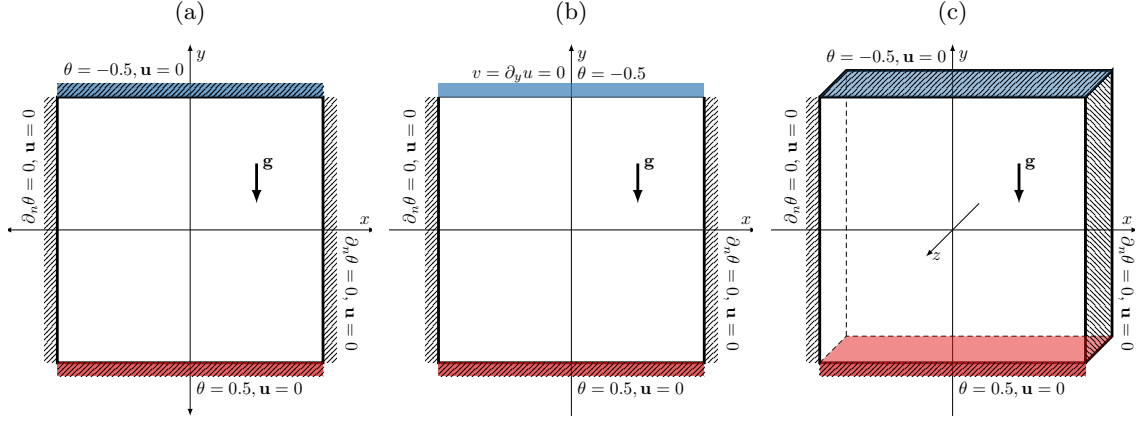 (a)
(b)
(c)
y
θ = −0.5, u = 0
∂ₙθ = 0, u = 0
g
x
∂ₙθ = 0, u = 0
θ = 0.5, u = 0
y
v = ∂ᵧu = 0
θ = −0.5
∂ₙθ = 0, u = 0
g
x
∂ₙθ = 0, u = 0
θ = 0.5, u = 0
y
θ = −0.5, u = 0
∂ₙθ = 0, u = 0
g
x
z
∂ₙθ = 0, u = 0
θ = 0.5, u = 0